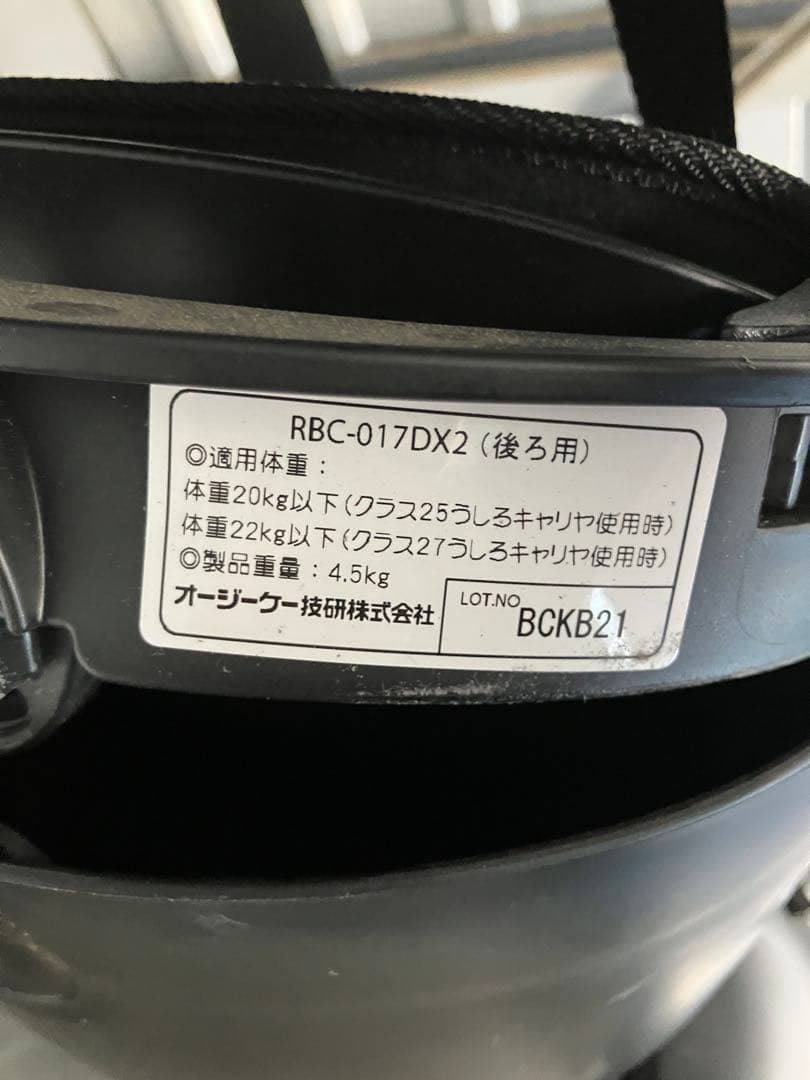 RBC-017DX2（後ろ用）
◎適用体重：
体重20kg以下（クラス25うしろキャリヤ使用時）
体重22kg以下（クラス27うしろキャリヤ使用時）
◎製品重量：4.5kg
オージーケー技研株式会社
LOT.NO BCKB21